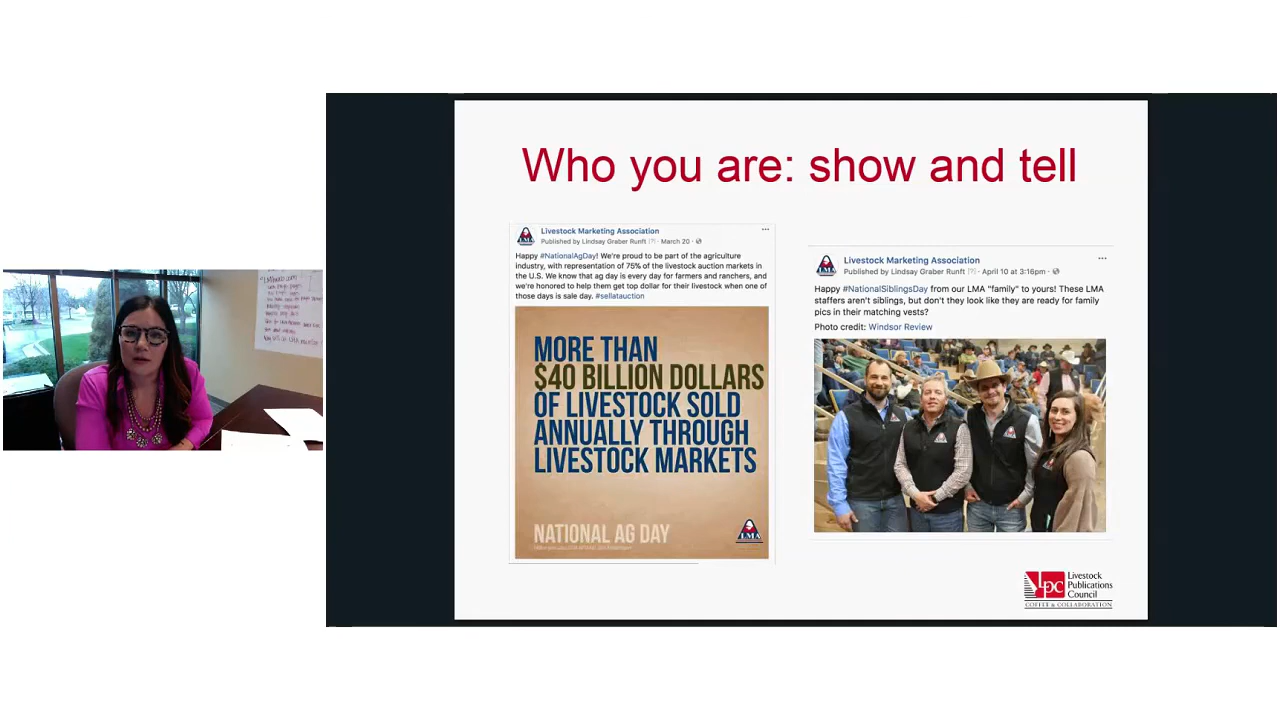 Who you are: show and tell
Livestock Marketing Association
Published by Lindsay Graber Runft [?] · March 20 ·
Happy #NationalAgDay! We're proud to be part of the agriculture
industry, with representation of 75% of the livestock auction markets in
the U.S. We know that ag day is every day for farmers and ranchers, and
we're honored to help them get top dollar for their livestock when one of
those days is sale day. #sellatauction
MORE THAN
$40 BILLION DOLLARS
OF LIVESTOCK SOLD
ANNUALLY THROUGH
LIVESTOCK MARKETS
NATIONAL AG DAY
LMA
Livestock Marketing Association
Published by Lindsay Graber Runft [?] · April 10 at 3:16pm ·
Happy #NationalSiblingsDay from our LMA "family" to yours! These LMA
staffers aren't siblings, but don't they look like they are ready for family
pics in their matching vests?
Photo credit: Windsor Review
LPC
Livestock
Publications
Council
COFFEE & COLLABORATION